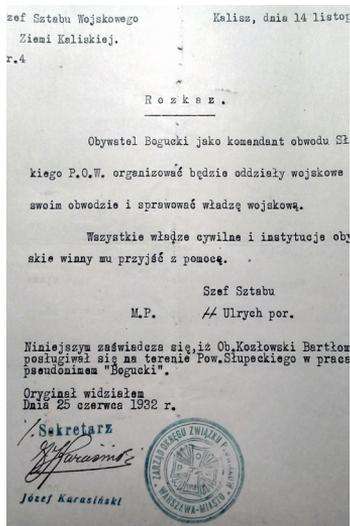 zef Sztabu Wojskowego
Kalisz, dnia 14 listop
Ziemi Kaliskiej.
r.4
Rozkaz.
Obywatel Bogucki jako komendant obwodu Sł
kiego P.O.W. organizować będzie oddziały wojskowe
swoim obwodzie i sprawować władzę wojskową.
Wszystkie władze cywilne i instytucje oby
skie winny mu przyjść z pomocą.
Szef Sztabu
M.P.
Ulrych por.
Niniejszym zaświadcza się,iż Ob.Kozłowski Bartłom
posługiwał się na terenie Pow.Słupeckiego w prac
pseudonimem "Bogucki".
Oryginał widziałem
Dnia 25 czerwca 1932 r.
Sekretarz
Józef Karasiński
ZARZĄD OKRĘGU ZWIĄZKU
WARSZAWA-MIASTO